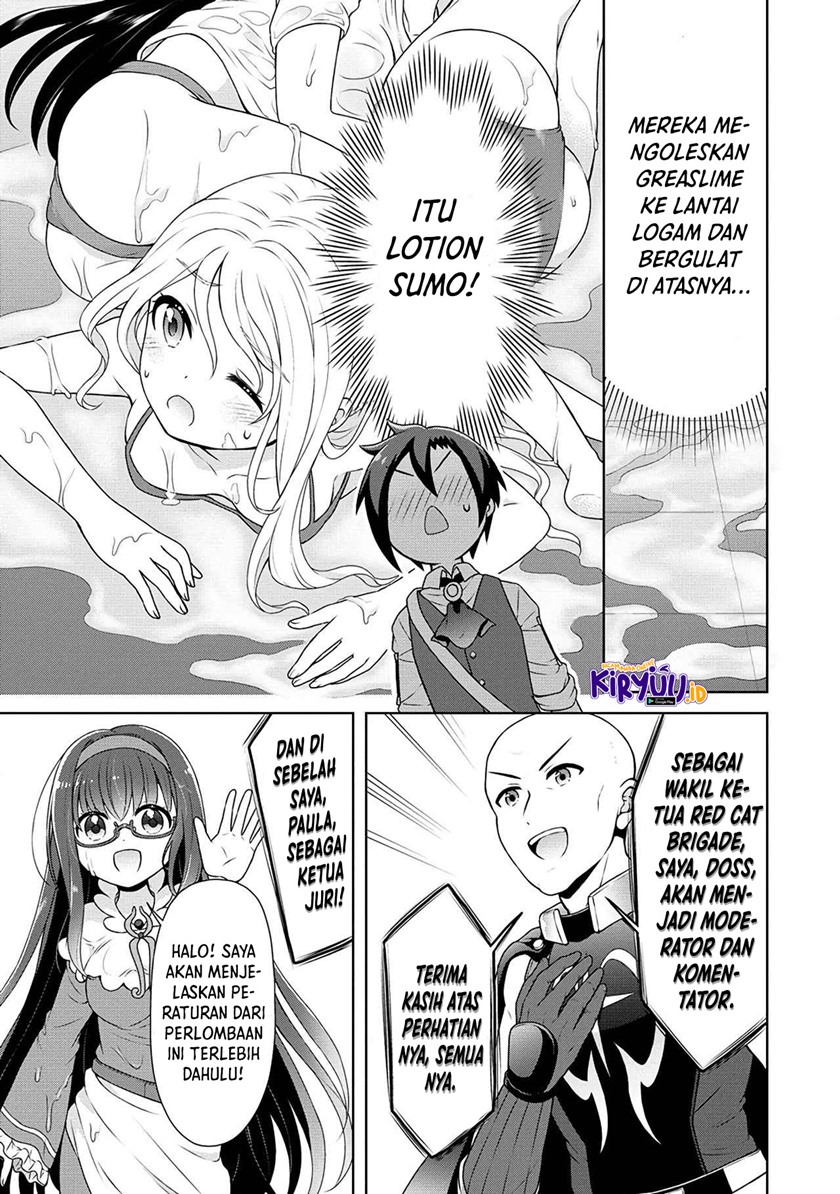 MEREKA ME-
NGOLESKAN
GREASLIME
KE LANTAI
LOGAM DAN
BERGULAT
DI ATASNYA...
ITU
LOTION
SUMO!
KIRYUU.ID
SEBAGAI
WAKIL KE-
TUA RED CAT
BRIGADE,
SAYA, DOSS,
AKAN MEN-
JADI MODE-
RATOR DAN
KOMEN-
TATOR.
TERIMA
KASIH ATAS
PERHATIAN
NYA, SEMUA
NYA.
DAN DI
SEBELAH
SAYA,
PAULA,
SEBAGAI
KETUA
JURI!
HALO! SAYA
AKAN MENJE-
LASKAN PE-
RATURAN DARI
PERLOMBAAN
INI TERLEBIH
DAHULU!